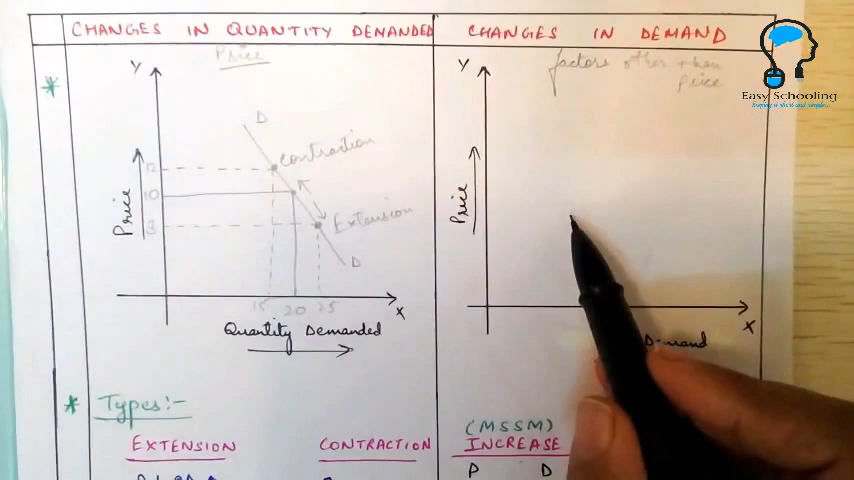 CHANGES IN QUANTITY DEMANDED
CHANGES IN DEMAND
Easy Schooling
* Price
Y
D
Contraction
12
10
8
Price
Extension
D
15 20 25
X
Quantity Demanded
factors other than
price
Y
Price
X
Demand
* Types:-
EXTENSION
CONTRACTION
(MSSM)
INCREASE
P D